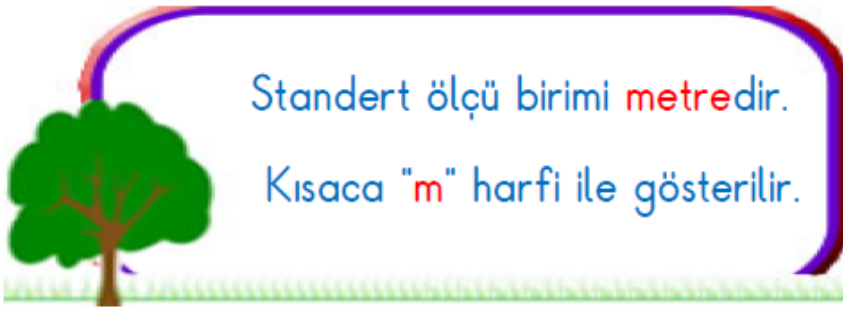 Standert ölçü birimi metredir.
Kısaca "m" harfi ile gösterilir.